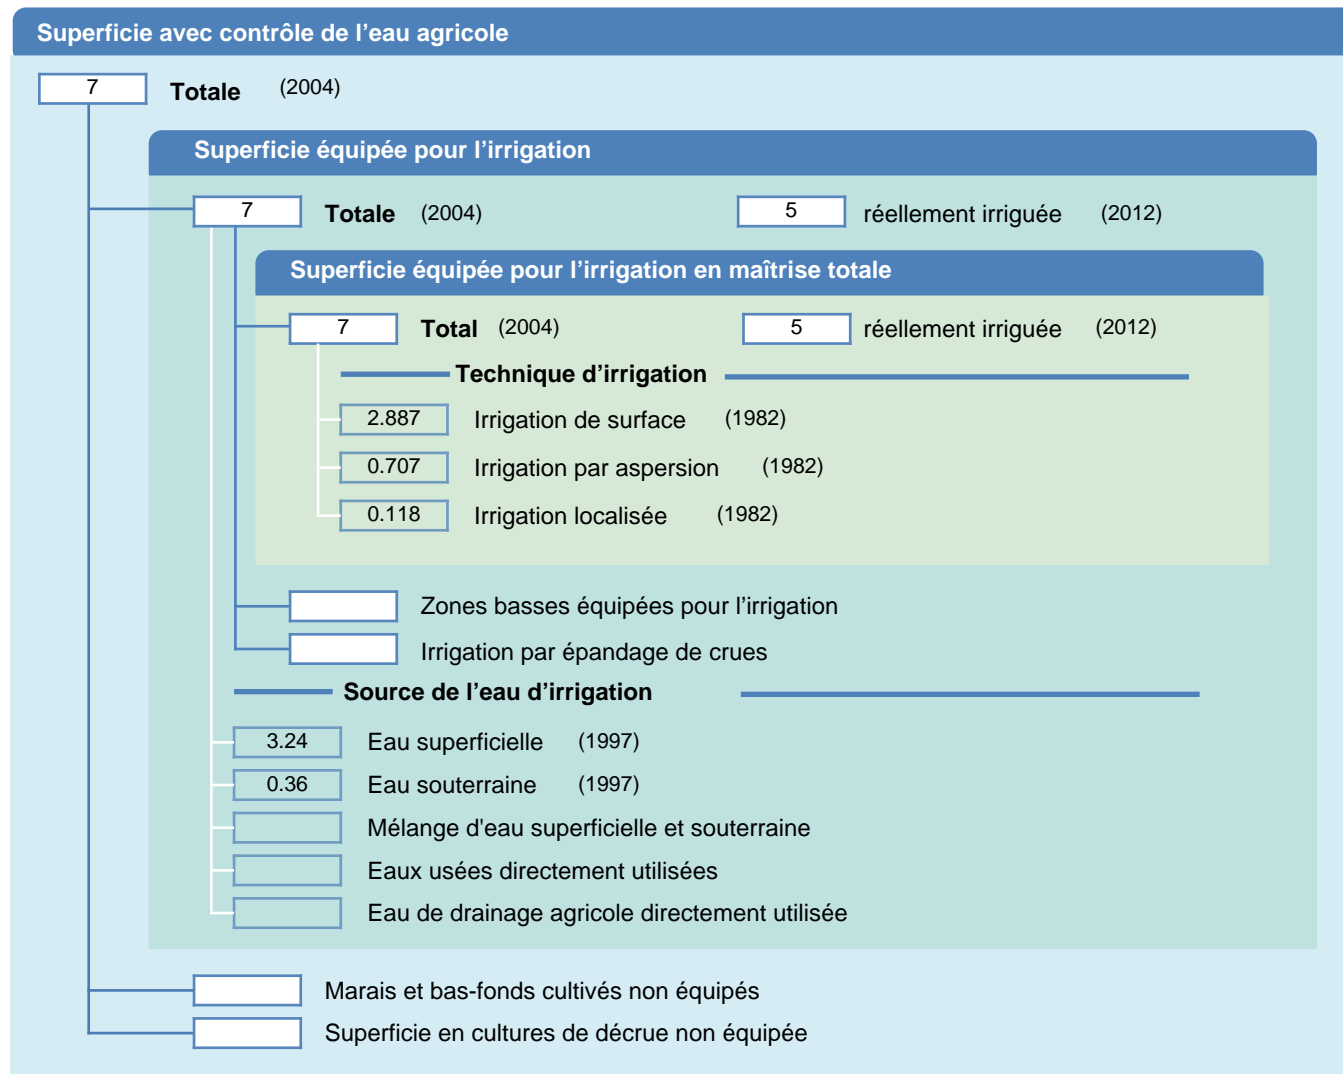 Superficie avec contrôle de l'eau agricole
7 Totale (2004)
Superficie équipée pour l'irrigation
7 Totale (2004) 5 réellement irriguée (2012)
Superficie équipée pour l'irrigation en maîtrise totale
7 Total (2004) 5 réellement irriguée (2012)
Technique d'irrigation
2.887 Irrigation de surface (1982)
0.707 Irrigation par aspersion (1982)
0.118 Irrigation localisée (1982)
Zones basses équipées pour l'irrigation
Irrigation par épandage de crues
Source de l'eau d'irrigation
3.24 Eau superficielle (1997)
0.36 Eau souterraine (1997)
Mélange d'eau superficielle et souterraine
Eaux usées directement utilisées
Eau de drainage agricole directement utilisée
Marais et bas-fonds cultivés non équipés
Superficie en cultures de décrue non équipée